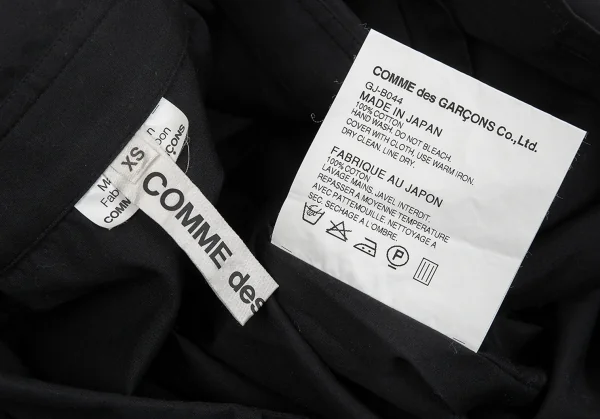 XS
COMME des
COMME des GARÇONS Co.,Ltd.
GJ-B044
MADE IN JAPAN
100% COTTON
HAND WASH. DO NOT BLEACH.
COVER WITH CLOTH, USE WARM IRON.
DRY CLEAN. LINE DRY.
FABRIQUE AU JAPON
100% COTTON
LAVAGE MAINS. JAVEL INTERDIT.
REPASSER A MOYENNE TEMPERATURE
AVEC PATTEMOUILLE. NETTOYAGE A
SEC. SECHAGE A L'OMBRE.
P